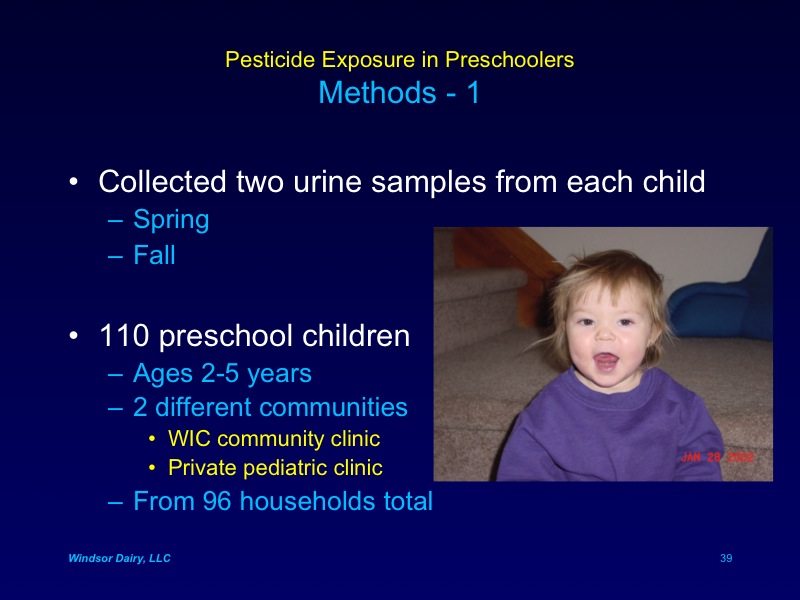 Pesticide Exposure in Preschoolers
Methods - 1
• Collected two urine samples from each child
– Spring
– Fall
• 110 preschool children
– Ages 2-5 years
– 2 different communities
• WIC community clinic
• Private pediatric clinic
– From 96 households total
JAN 28 2002
Windsor Dairy, LLC
39